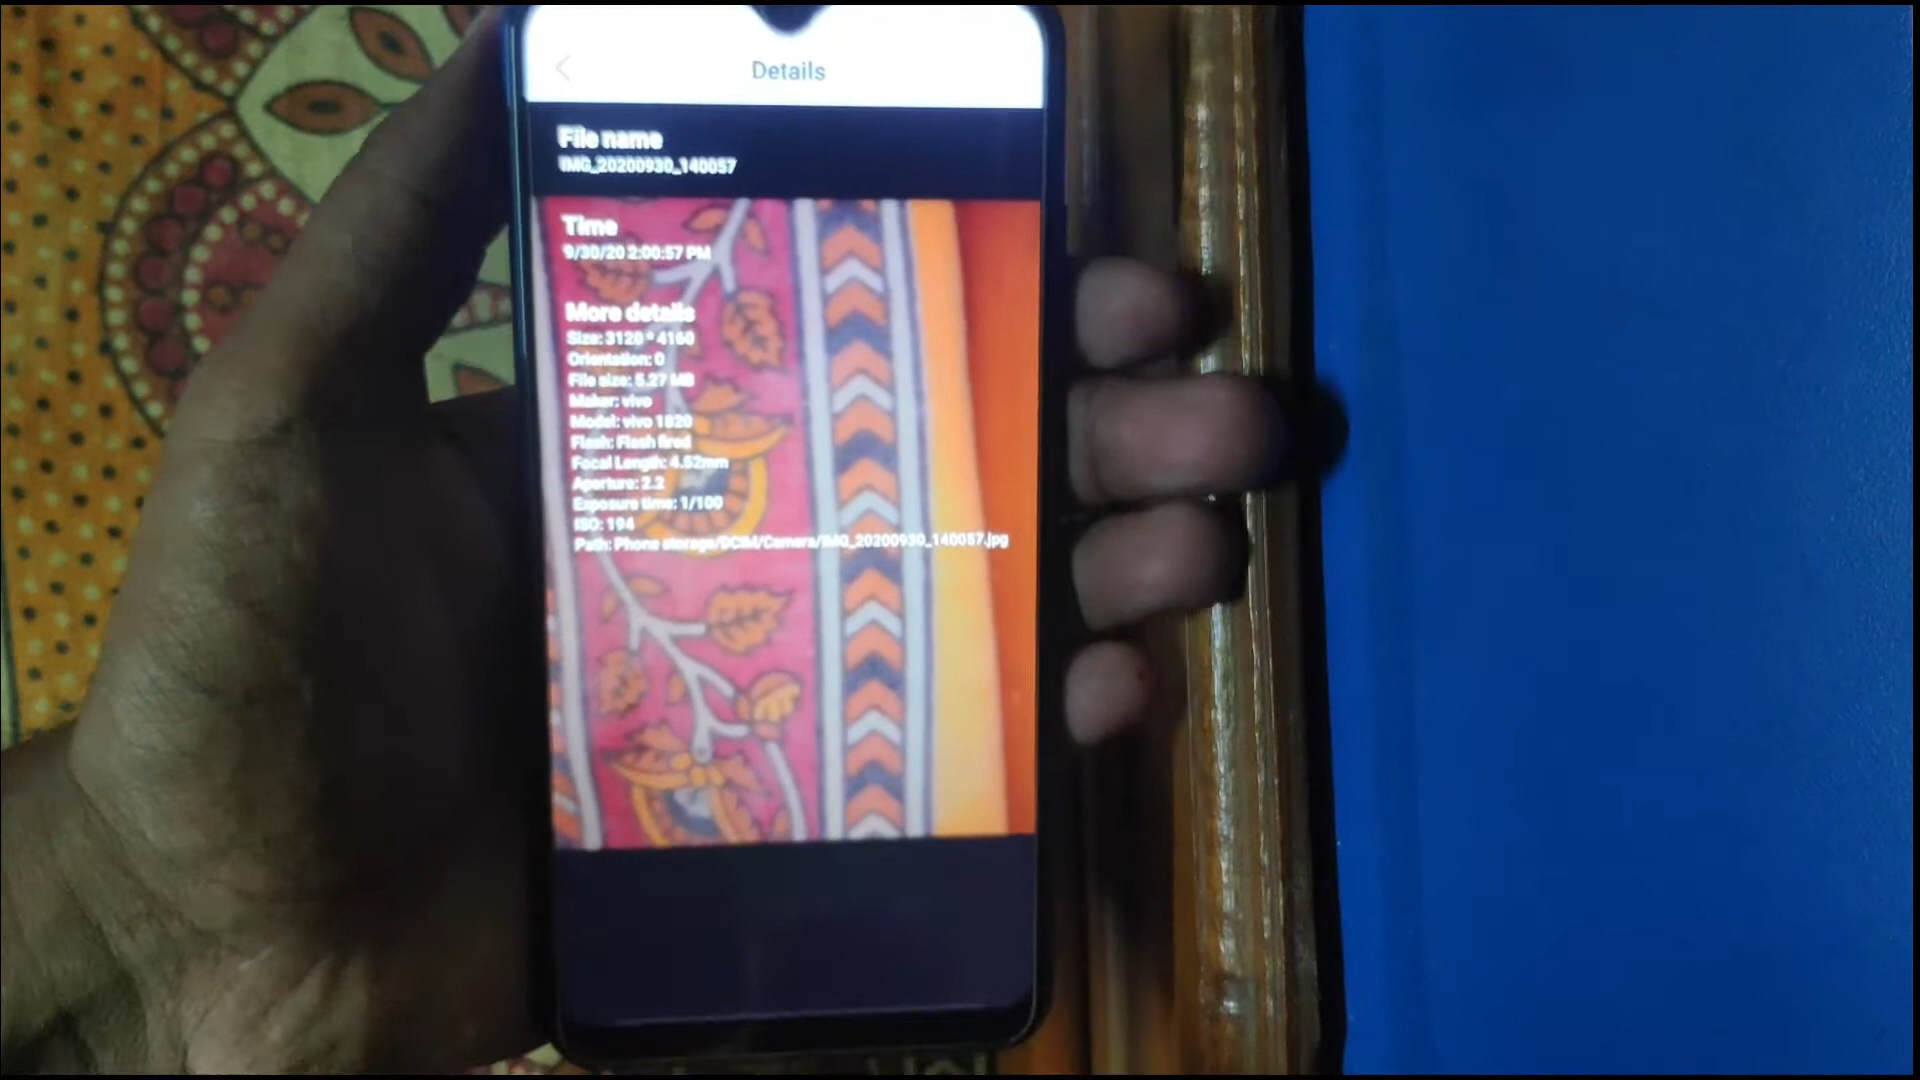 Details
File name
IMG_20200930_140057
Time
9/30/20 2:00:57 PM
More details
Size: 3120 * 4160
Orientation: 0
File size: 5.27 MB
Maker: vivo
Model: vivo 1820
Flash: Flash fired
Focal Length: 4.52mm
Aperture: 2.2
Exposure time: 1/100
ISO: 194
Path: Phone storage/DCIM/Camera/IMG_20200930_140057.jpg